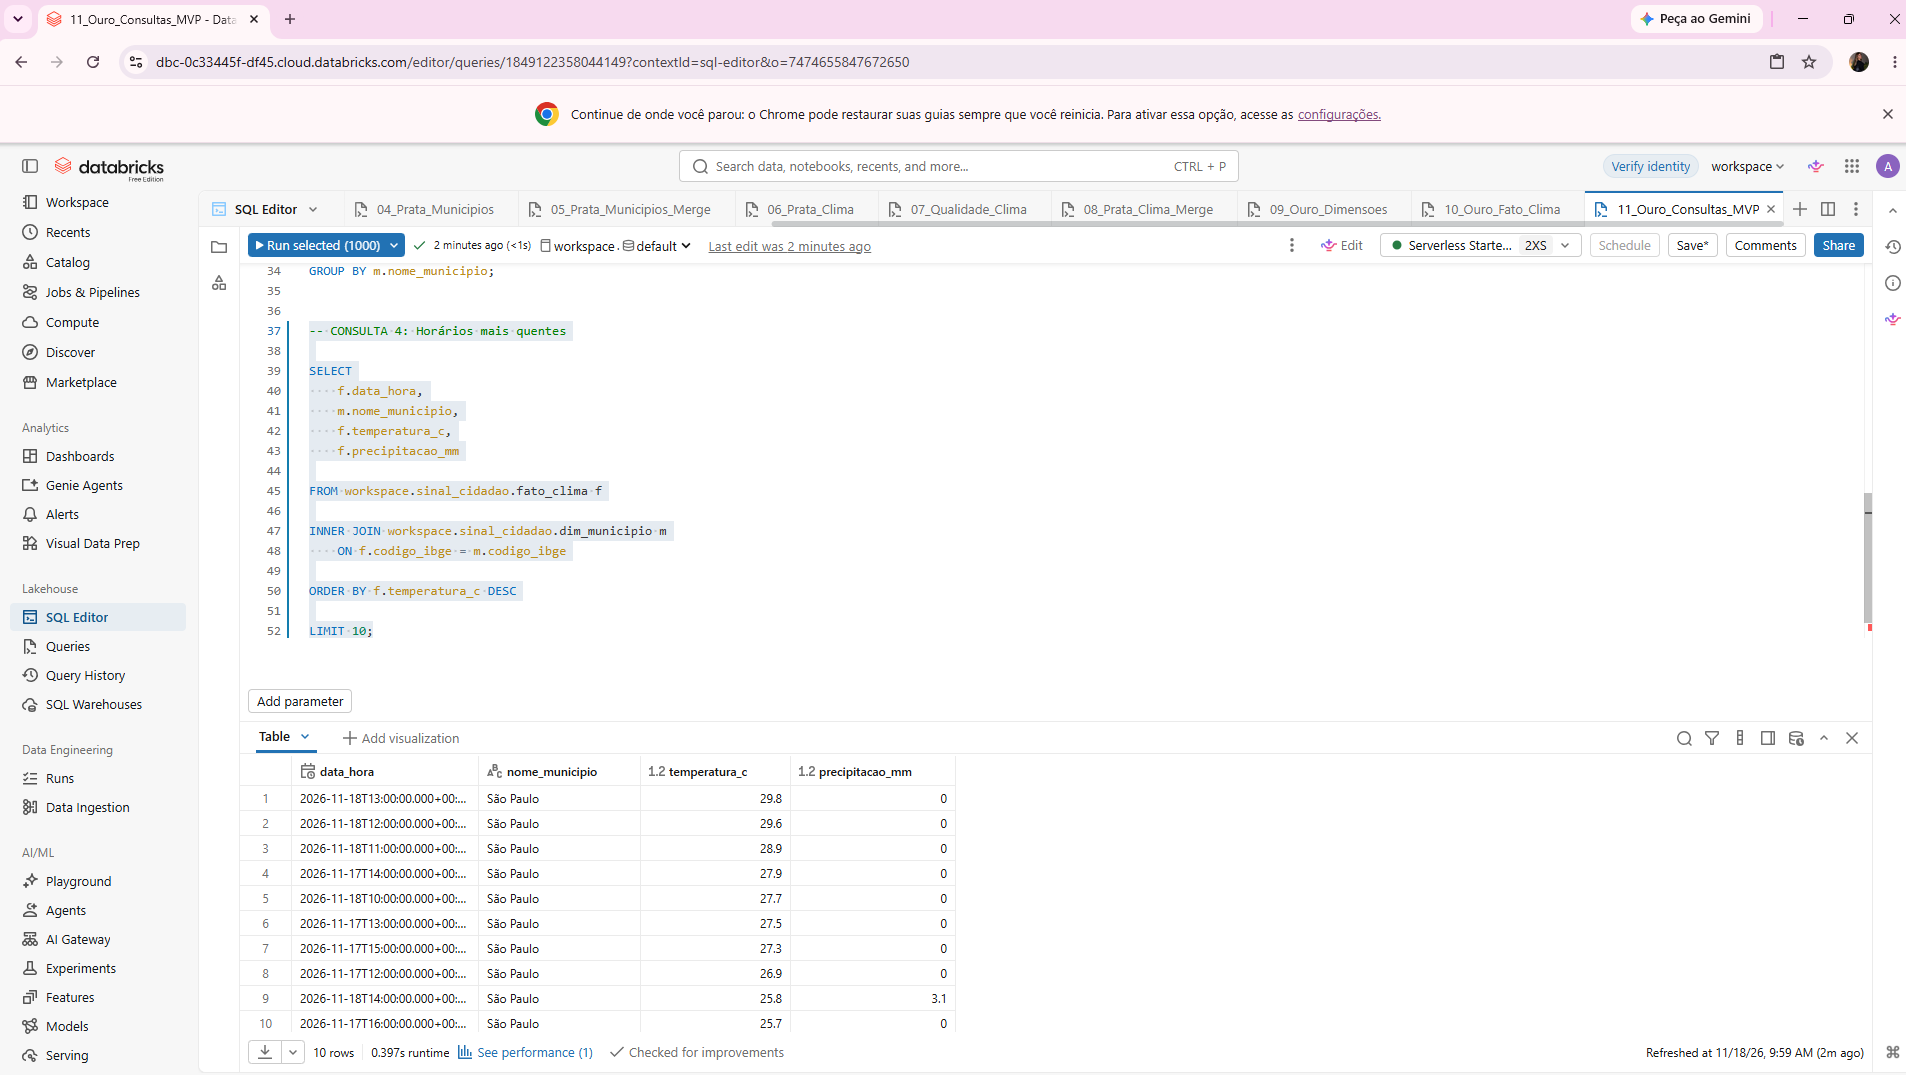 11_Ouro_Consultas_MVP - Data
Peça ao Gemini
dbc-0c33445f-df45.cloud.databricks.com/editor/queries/1849122358044149?contextId=sql-editor&o=7474655847672650
Continue de onde você parou: o Chrome pode restaurar suas guias sempre que você reinicia. Para ativar essa opção, acesse as configurações.
databricks
Free Edition
Search data, notebooks, recents, and more...
CTRL + P
Verify identity
workspace
A
Workspace
Recents
Catalog
Jobs & Pipelines
Compute
Discover
Marketplace
Analytics
Dashboards
Genie Agents
Alerts
Visual Data Prep
Lakehouse
SQL Editor
Queries
Query History
SQL Warehouses
Data Engineering
Runs
Data Ingestion
AI/ML
Playground
Agents
AI Gateway
Experiments
Features
Models
Serving
SQL Editor
04_Prata_Municipios
05_Prata_Municipios_Merge
06_Prata_Clima
07_Qualidade_Clima
08_Prata_Clima_Merge
09_Ouro_Dimensoes
10_Ouro_Fato_Clima
11_Ouro_Consultas_MVP
Run selected (1000)
2 minutes ago (<1s)
workspace . default
Last edit was 2 minutes ago
Edit
Serverless Starte... 2XS
Schedule
Save*
Comments
Share
34 GROUP BY m.nome_municipio;
35
36
37 -- CONSULTA 4: Horários mais quentes
38
39 SELECT
40 f.data_hora,
41 m.nome_municipio,
42 f.temperatura_c,
43 f.precipitacao_mm
44
45 FROM workspace.sinal_cidadao.fato_clima f
46
47 INNER JOIN workspace.sinal_cidadao.dim_municipio m
48 ON f.codigo_ibge = m.codigo_ibge
49
50 ORDER BY f.temperatura_c DESC
51
52 LIMIT 10;
Add parameter
Table
Add visualization
data_hora ABC nome_municipio 1.2 temperatura_c 1.2 precipitacao_mm
1 2026-11-18T13:00:00.000+00:... São Paulo 29.8 0
2 2026-11-18T12:00:00.000+00:... São Paulo 29.6 0
3 2026-11-18T11:00:00.000+00:... São Paulo 28.9 0
4 2026-11-17T14:00:00.000+00:... São Paulo 27.9 0
5 2026-11-18T10:00:00.000+00:... São Paulo 27.7 0
6 2026-11-17T13:00:00.000+00:... São Paulo 27.5 0
7 2026-11-17T15:00:00.000+00:... São Paulo 27.3 0
8 2026-11-17T12:00:00.000+00:... São Paulo 26.9 0
9 2026-11-18T14:00:00.000+00:... São Paulo 25.8 3.1
10 2026-11-17T16:00:00.000+00:... São Paulo 25.7 0
10 rows
0.397s runtime
See performance (1)
Checked for improvements
Refreshed at 11/18/26, 9:59 AM (2m ago)